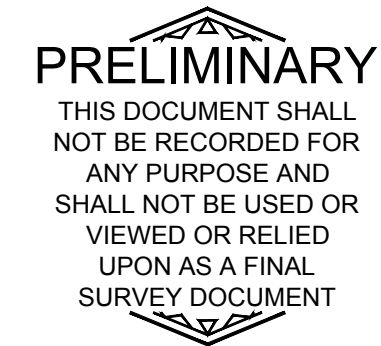 PRELIMINARY
THIS DOCUMENT SHALL
NOT BE RECORDED FOR
ANY PURPOSE AND
SHALL NOT BE USED OR
VIEWED OR RELIED
UPON AS A FINAL
SURVEY DOCUMENT